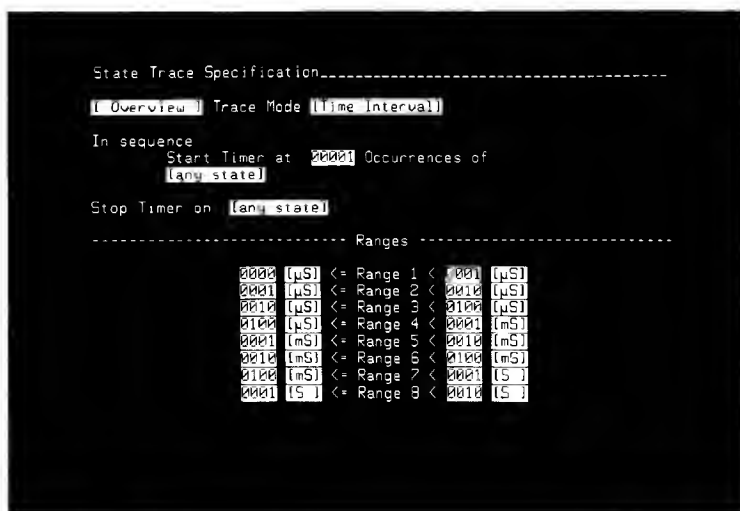 State Trace Specification
[ Overview ] Trace Mode [Time Interval]
In sequence
Start Timer at 00001 Occurrences of
[any state]
Stop Timer on [any state]
Ranges
0000 [µS] <= Range 1 < 001 [µS]
0001 [µS] <= Range 2 < 0010 [µS]
0010 [µS] <= Range 3 < 0100 [µS]
0100 [µS] <= Range 4 < 0001 [mS]
0001 [mS] <= Range 5 < 0010 [mS]
0010 [mS] <= Range 6 < 0100 [mS]
0100 [mS] <= Range 7 < 0001 [S ]
0001 [S ] <= Range 8 < 0010 [S ]